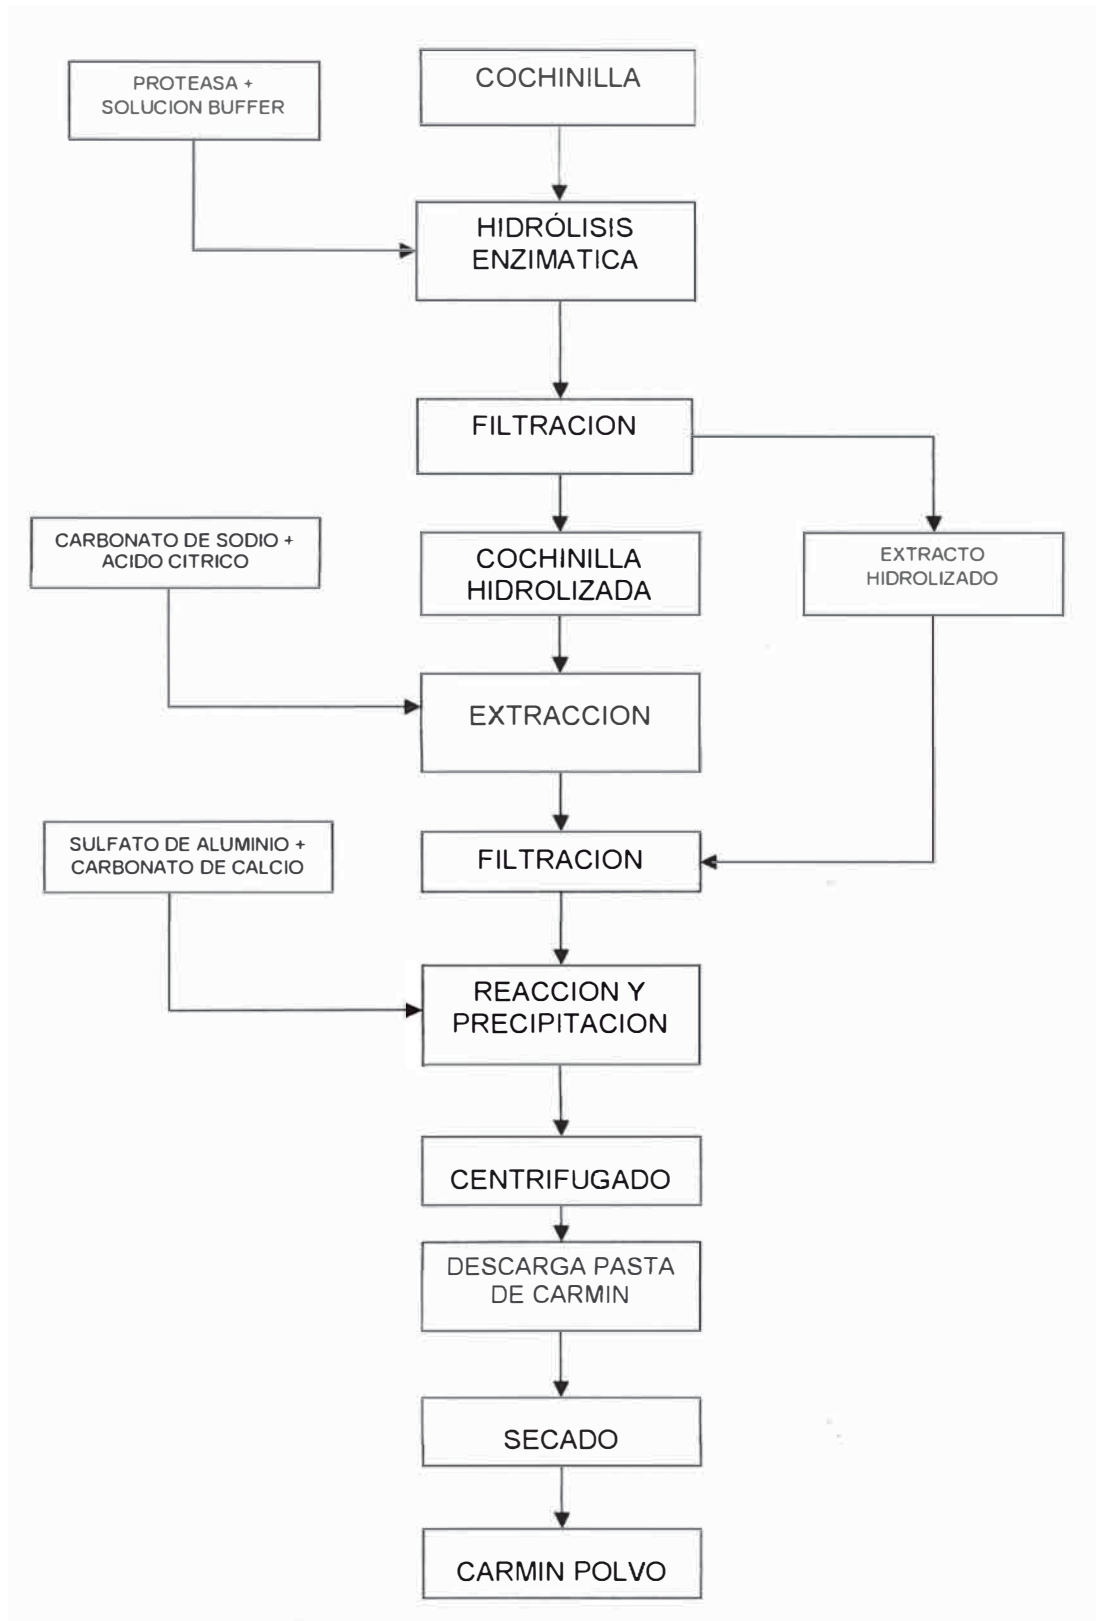 COCHINILLA
PROTEASA +
SOLUCION BUFFER
HIDRÓLISIS
ENZIMATICA
FILTRACION
CARBONATO DE SODIO +
ACIDO CITRICO
COCHINILLA
HIDROLIZADA
EXTRACTO
HIDROLIZADO
EXTRACCION
SULFATO DE ALUMINIO +
CARBONATO DE CALCIO
FILTRACION
REACCION Y
PRECIPITACION
CENTRIFUGADO
DESCARGA PASTA
DE CARMIN
SECADO
CARMIN POLVO